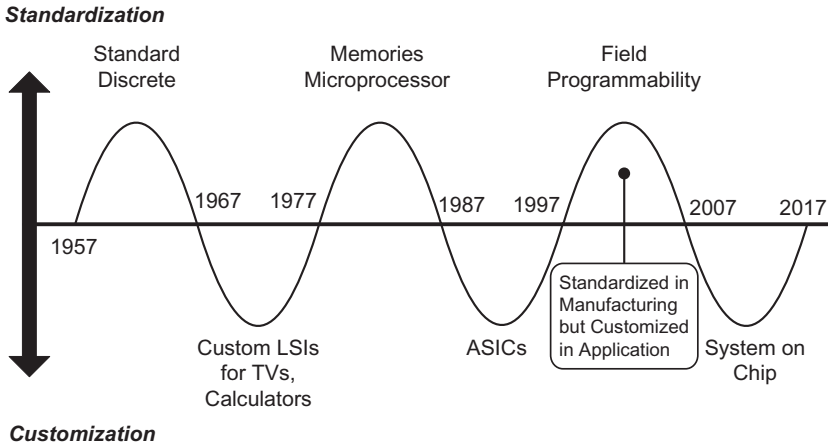 Standardization
Standard
Discrete
Memories
Microprocessor
Field
Programmability
1957
1967
1977
1987
1997
2007
2017
Standardized in
Manufacturing
but Customized
in Application
Custom LSIs
for TVs,
Calculators
ASICs
System on
Chip
Customization